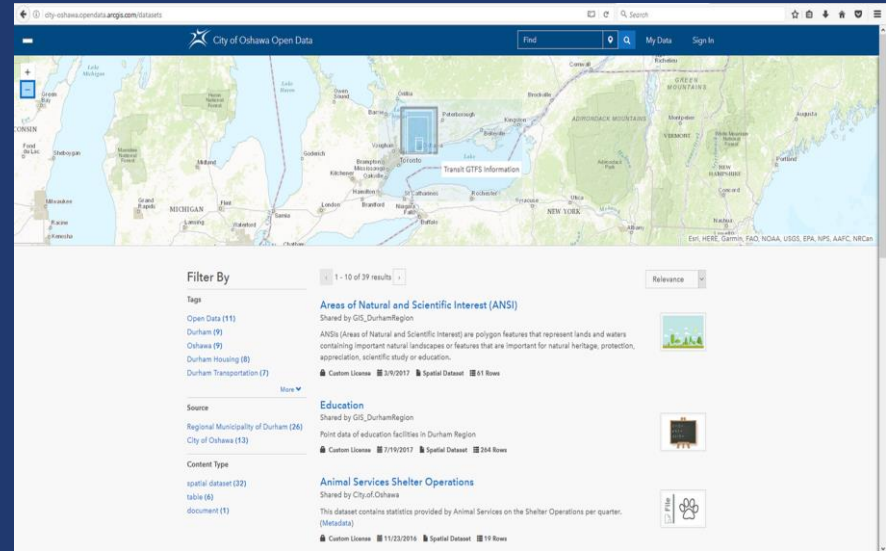 city-oshawa.opendata.arcgis.com/datasets
Search
City of Oshawa Open Data
Find
My Data
Sign In
Transit GTFS Information
Toronto
MICHIGAN
NEW YORK
Esri, HERE, Garmin, FAO, NOAA, USGS, EPA, NPS, AAFC, NRCan
Filter By
Tags
Open Data (11)
Durham (9)
Oshawa (9)
Durham Housing (8)
Durham Transportation (7)
More
Source
Regional Municipality of Durham (26)
City of Oshawa (13)
Content Type
spatial dataset (32)
table (6)
document (1)
1 - 10 of 39 results
Relevance
Areas of Natural and Scientific Interest (ANSI)
Shared by GIS_DurhamRegion
ANSIs (Areas of Natural and Scientific Interest) are polygon features that represent lands and waters
containing important natural landscapes or features that are important for natural heritage, protection,
appreciation, scientific study or education.
Custom License 3/9/2017 Spatial Dataset 61 Rows
Education
Shared by GIS_DurhamRegion
Point data of education facilities in Durham Region
Custom License 7/19/2017 Spatial Dataset 264 Rows
Animal Services Shelter Operations
Shared by City.of.Oshawa
This dataset contains statistics provided by Animal Services on the Shelter Operations per quarter.
(Metadata)
Custom License 11/23/2016 Spatial Dataset 19 Rows
File